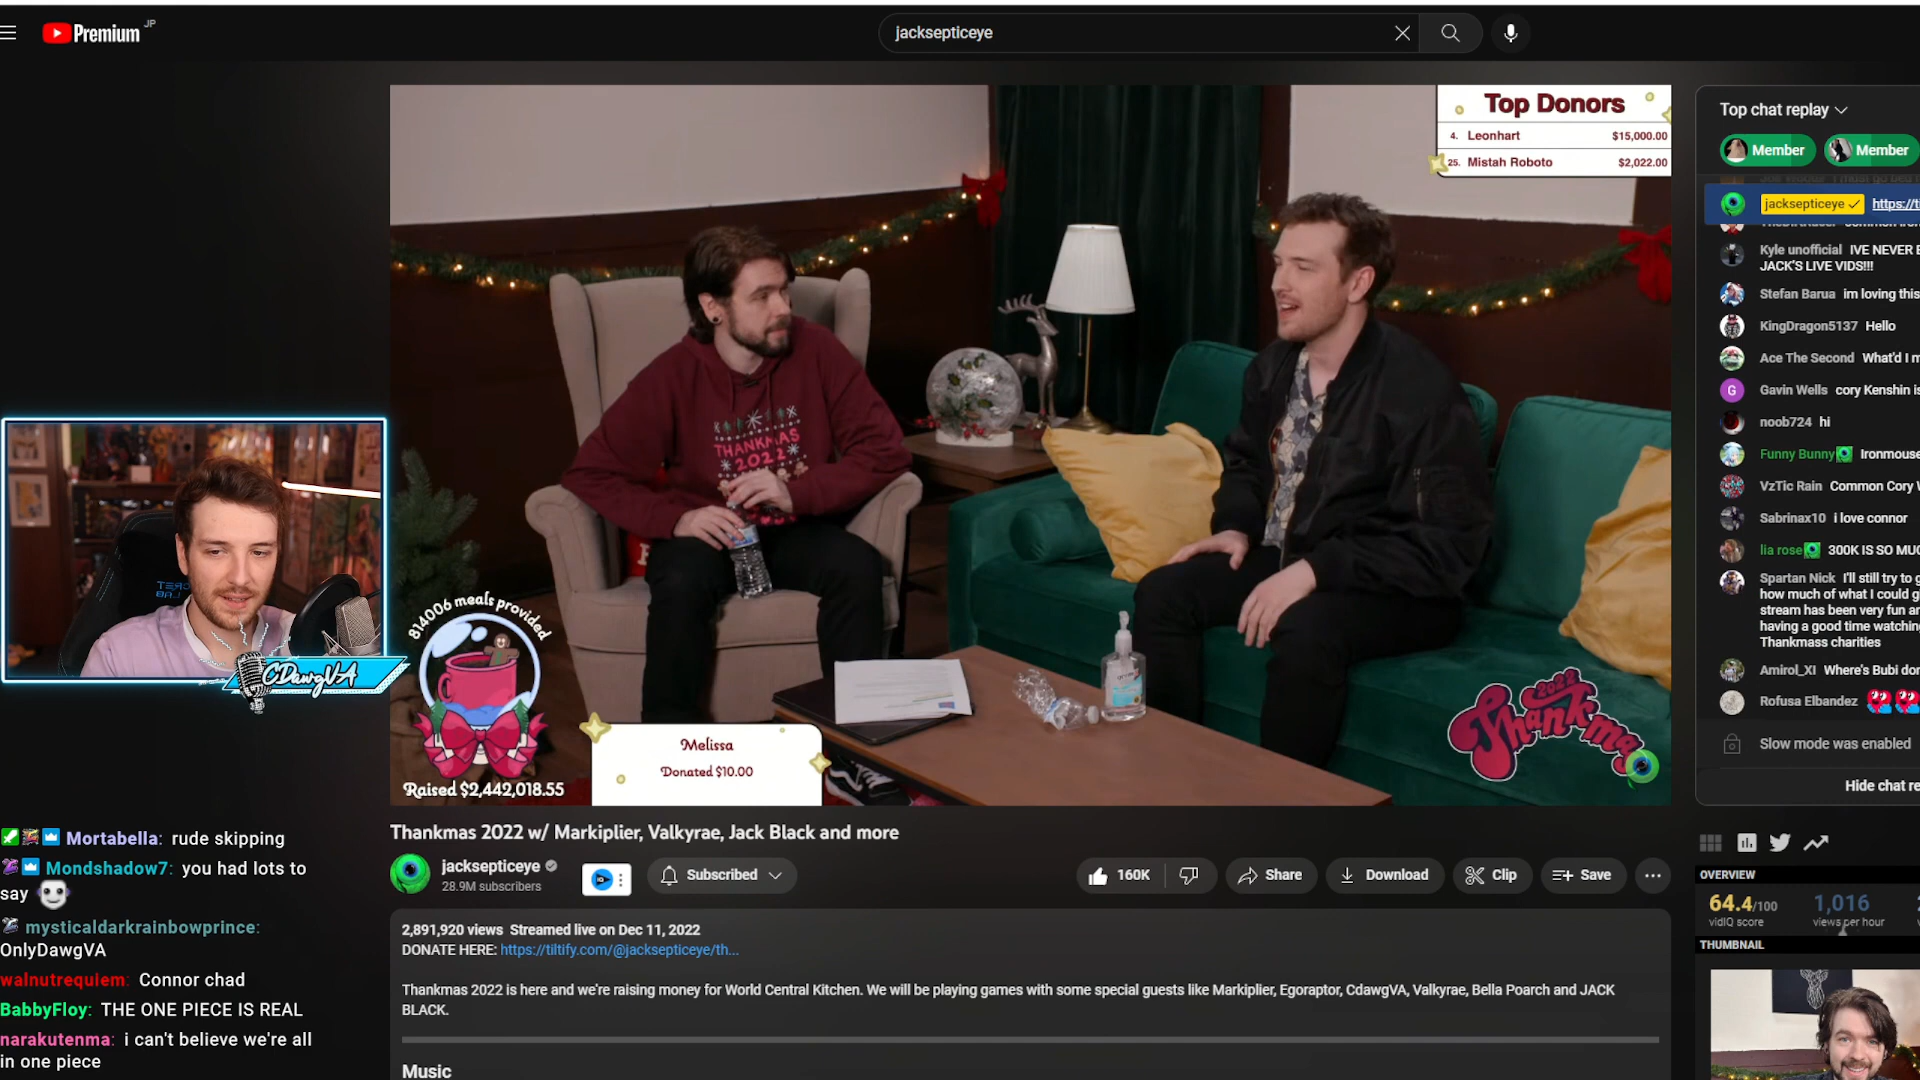 Premium JP
jacksepticeye
Top Donors
4. Leonhart $15,000.00
25. Mistah Roboto $2,022.00
THANKMAS
2022
814006 meals provided
Raised $2,442,018.55
Melissa
Donated $10.00
2022
Thankmas
CDawgVA
Top chat replay
Member Member
jacksepticeye https://ti
Kyle unofficial IVE NEVER B
JACK'S LIVE VIDS!!!
Stefan Barua im loving this
KingDragon5137 Hello
Ace The Second What'd I m
G Gavin Wells cory Kenshin is
noob724 hi
Funny Bunny Ironmouse
VzTic Rain Common Cory W
Sabrinax10 i love connor
lia rose 300K IS SO MUC
Spartan Nick I'll still try to g
how much of what I could gi
stream has been very fun an
having a good time watching
Thankmass charities
Amirol_XI Where's Bubi don
Rofusa Elbandez
Slow mode was enabled
Hide chat re
Mortabella: rude skipping
Mondshadow7: you had lots to
say
mysticaldarkrainbowprince:
OnlyDawgVA
walnutrequiem: Connor chad
BabbyFloy: THE ONE PIECE IS REAL
narakutenma: i can't believe we're all
in one piece
Thankmas 2022 w/ Markiplier, Valkyrae, Jack Black and more
jacksepticeye
28.9M subscribers
Subscribed
160K
Share
Download
Clip
Save
2,891,920 views Streamed live on Dec 11, 2022
DONATE HERE: https://tiltify.com/@jacksepticeye/th...
Thankmas 2022 is here and we're raising money for World Central Kitchen. We will be playing games with some special guests like Markiplier, Egoraptor, CdawgVA, Valkyrae, Bella Poarch and JACK
BLACK.
Music
OVERVIEW
64.4/100 1,016
vidIQ score views per hour
THUMBNAIL